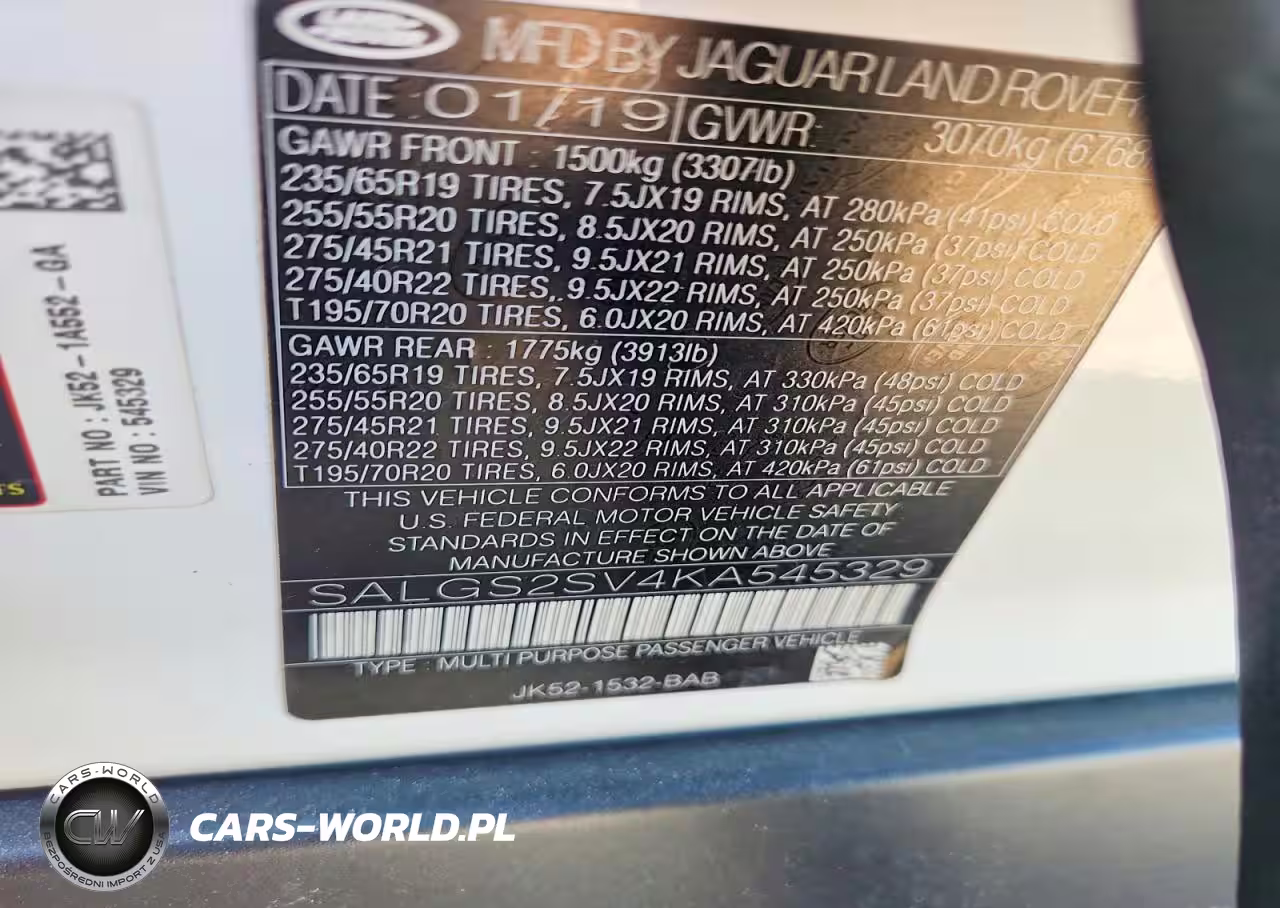 MFD BY JAGUAR LAND ROVER
DATE : 01/19 GVWR: 3070kg (6768
GAWR FRONT : 1500kg (3307lb)
235/65R19 TIRES, 7.5JX19 RIMS, AT 280kPa (41psi) COLD
255/55R20 TIRES, 8.5JX20 RIMS, AT 250kPa (37psi) COLD
275/45R21 TIRES, 9.5JX21 RIMS, AT 250kPa (37psi) COLD
275/40R22 TIRES, 9.5JX22 RIMS, AT 250kPa (37psi) COLD
T195/70R20 TIRES, 6.0JX20 RIMS, AT 420kPa (61psi) COLD
GAWR REAR : 1775kg (3913lb)
235/65R19 TIRES, 7.5JX19 RIMS, AT 330kPa (48psi) COLD
255/55R20 TIRES, 8.5JX20 RIMS, AT 310kPa (45psi) COLD
275/45R21 TIRES, 9.5JX21 RIMS, AT 310kPa (45psi) COLD
275/40R22 TIRES, 9.5JX22 RIMS, AT 310kPa (45psi) COLD
T195/70R20 TIRES, 6.0JX20 RIMS, AT 420kPa (61psi) COLD
THIS VEHICLE CONFORMS TO ALL APPLICABLE
U.S. FEDERAL MOTOR VEHICLE SAFETY
STANDARDS IN EFFECT ON THE DATE OF
MANUFACTURE SHOWN ABOVE
SALGS2SV4KA545329
TYPE : MULTI PURPOSE PASSENGER VEHICLE
JK52-1532-BAB
PART NO : JK52-1A552-GA
VIN NO : 545329
CARS-WORLD
CW
BEZPOŚREDNI IMPORT Z USA
CARS-WORLD.PL